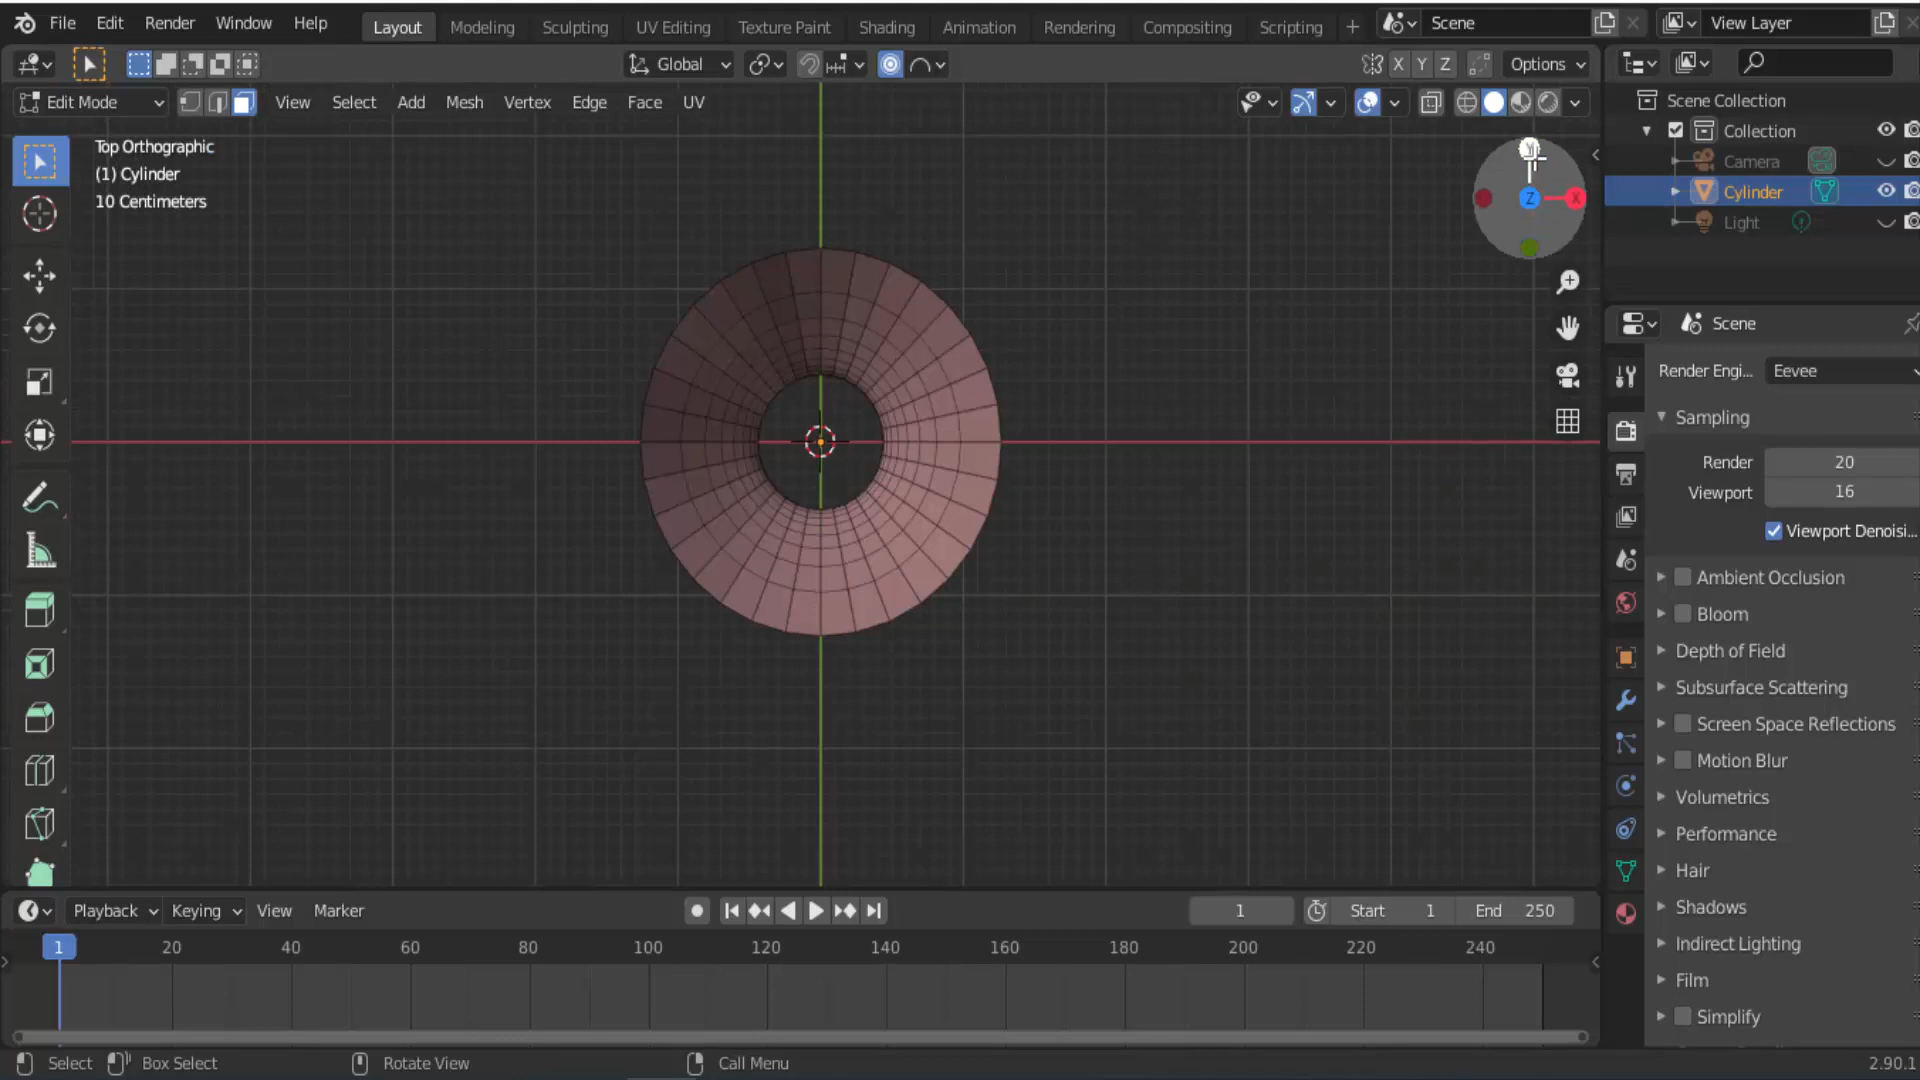 File Edit Render Window Help Layout Modeling Sculpting UV Editing Texture Paint Shading Animation Rendering Compositing Scripting + Scene View Layer
Global X Y Z Options
Edit Mode View Select Add Mesh Vertex Edge Face UV
Top Orthographic
(1) Cylinder
10 Centimeters
Y
Z
X
Scene Collection
Collection
Camera
Cylinder
Light
Scene
Render Engi... Eevee
Sampling
Render 20
Viewport 16
Viewport Denoisi...
Ambient Occlusion
Bloom
Depth of Field
Subsurface Scattering
Screen Space Reflections
Motion Blur
Volumetrics
Performance
Hair
Shadows
Indirect Lighting
Film
Simplify
Playback Keying View Marker 1 Start 1 End 250
1 20 40 60 80 100 120 140 160 180 200 220 240
Select Box Select Rotate View Call Menu 2.90.1